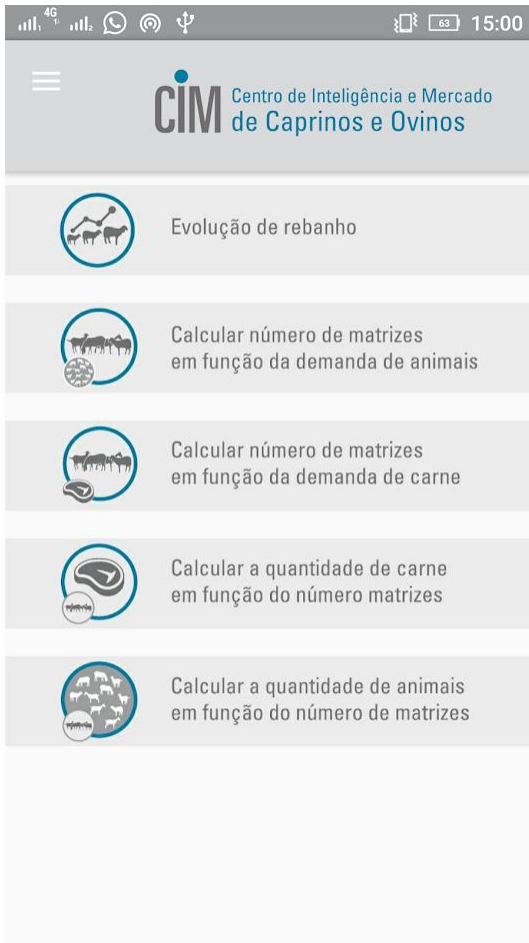 4G 63 15:00
CIM Centro de Inteligência e Mercado
de Caprinos e Ovinos
Evolução de rebanho
Calcular número de matrizes
em função da demanda de animais
Calcular número de matrizes
em função da demanda de carne
Calcular a quantidade de carne
em função do número matrizes
Calcular a quantidade de animais
em função do número de matrizes